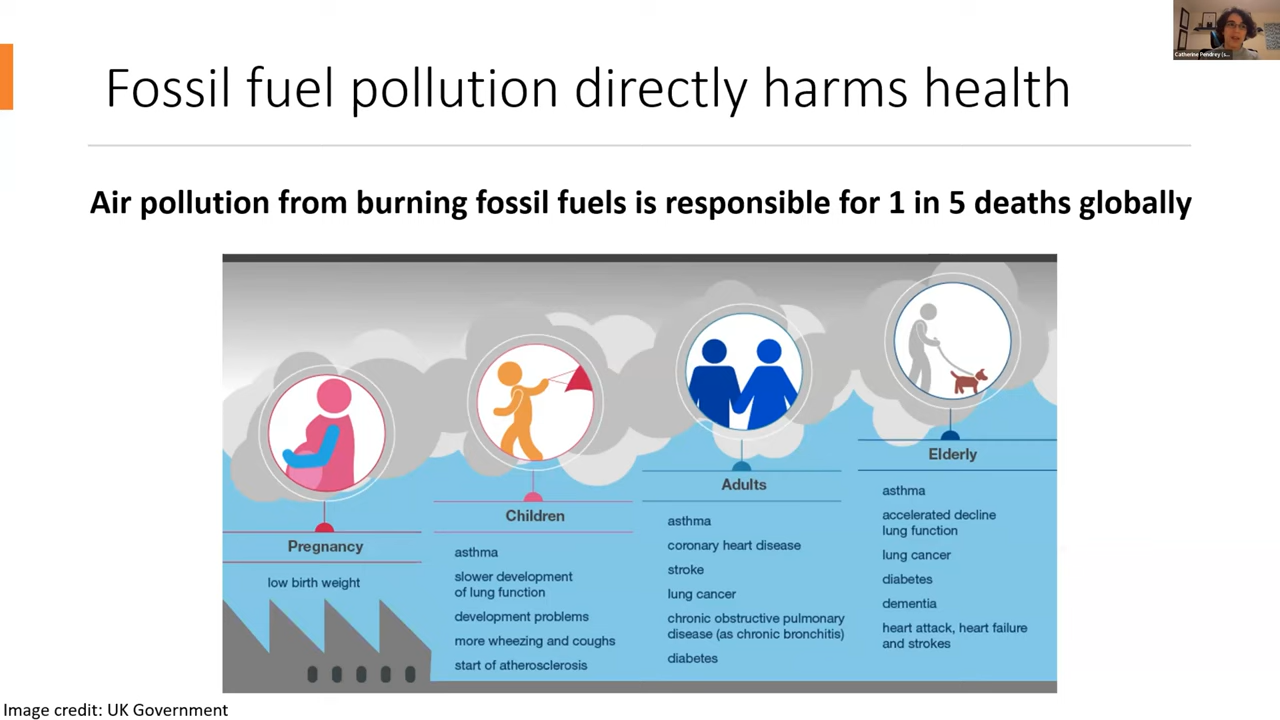 Catherine Pendrey (s...
Fossil fuel pollution directly harms health
Air pollution from burning fossil fuels is responsible for 1 in 5 deaths globally
Pregnancy
low birth weight
Children
asthma
slower development
of lung function
development problems
more wheezing and coughs
start of atherosclerosis
Adults
asthma
coronary heart disease
stroke
lung cancer
chronic obstructive pulmonary
disease (as chronic bronchitis)
diabetes
Elderly
asthma
accelerated decline
lung function
lung cancer
diabetes
dementia
heart attack, heart failure
and strokes
Image credit: UK Government